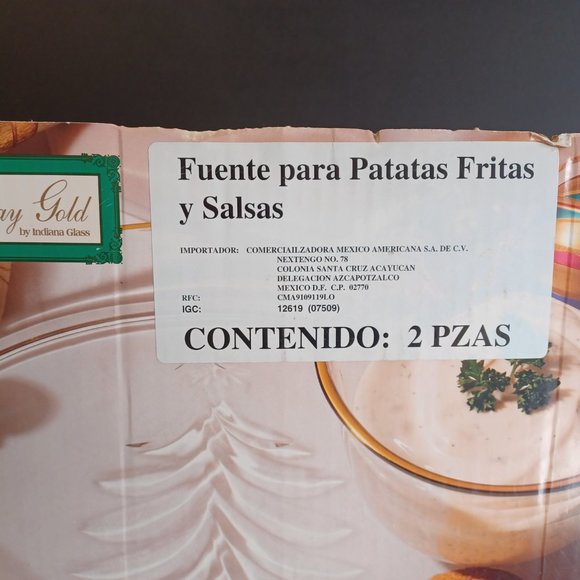 ay Gold
by Indiana Glass
Fuente para Patatas Fritas
y Salsas
IMPORTADOR: COMERCIAILZADORA MEXICO AMERICANA S.A. DE C.V.
NEXTENGO NO. 78
COLONIA SANTA CRUZ ACAYUCAN
DELEGACION AZCAPOTZALCO
MEXICO D.F. C.P. 02770
RFC: CMA9109119LO
IGC: 12619 (07509)
CONTENIDO: 2 PZAS